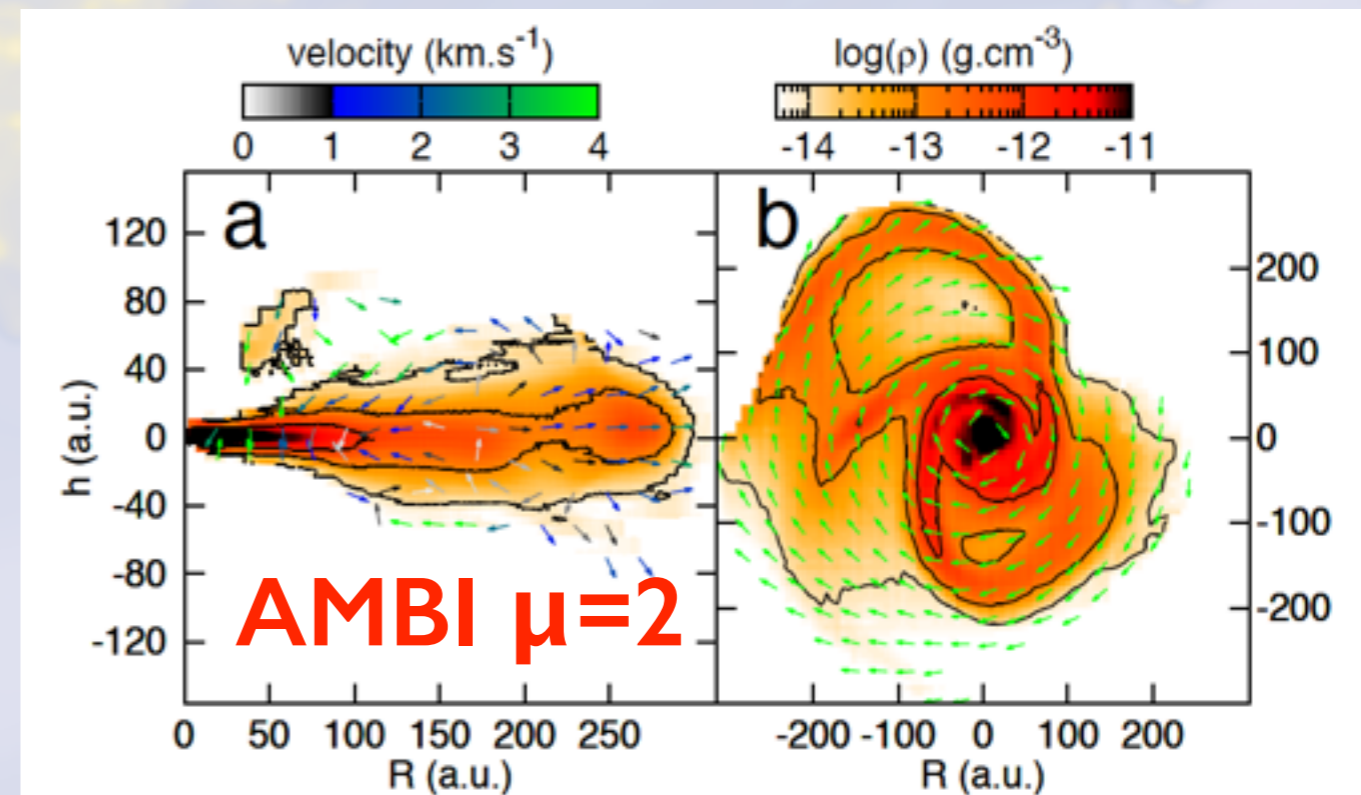 velocity (km.s⁻¹)
log(ρ) (g.cm⁻³)
0 1 2 3 4
-14 -13 -12 -11
a
b
120
80
40
0
-40
-80
-120
h (a.u.)
200
100
0
-100
-200
AMBI μ=2
0 50 100 150 200 250
-200 -100 0 100 200
R (a.u.)
R (a.u.)